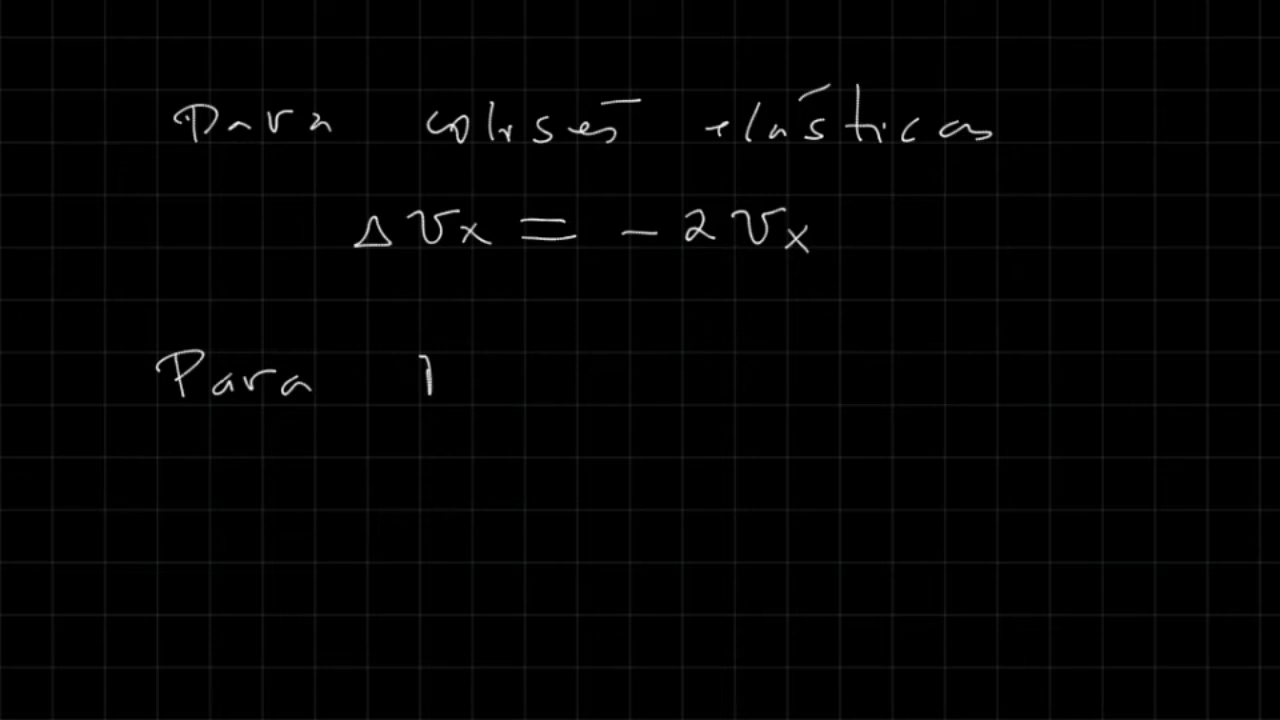 Para colisões elásticas
Δvx = -2vx
Para